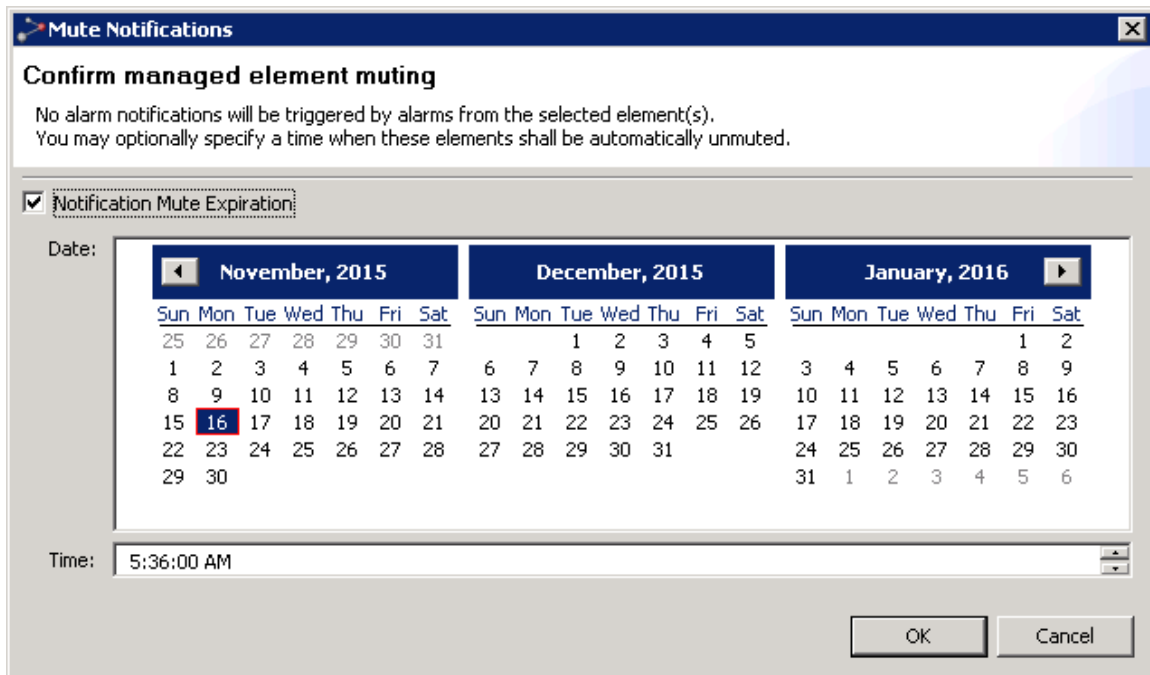 Mute Notifications
Confirm managed element muting
No alarm notifications will be triggered by alarms from the selected element(s).
You may optionally specify a time when these elements shall be automatically unmuted.
Notification Mute Expiration
Date:
November, 2015 December, 2015 January, 2016
Sun Mon Tue Wed Thu Fri Sat Sun Mon Tue Wed Thu Fri Sat Sun Mon Tue Wed Thu Fri Sat
25 26 27 28 29 30 31 1 2 3 4 5 1 2
1 2 3 4 5 6 7 6 7 8 9 10 11 12 3 4 5 6 7 8 9
8 9 10 11 12 13 14 13 14 15 16 17 18 19 10 11 12 13 14 15 16
15 16 17 18 19 20 21 20 21 22 23 24 25 26 17 18 19 20 21 22 23
22 23 24 25 26 27 28 27 28 29 30 31 24 25 26 27 28 29 30
29 30 31 1 2 3 4 5 6
Time: 5:36:00 AM
OK Cancel